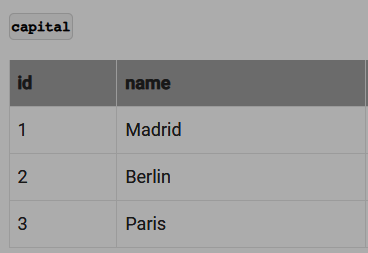 capital
id name
1 Madrid
2 Berlin
3 Paris